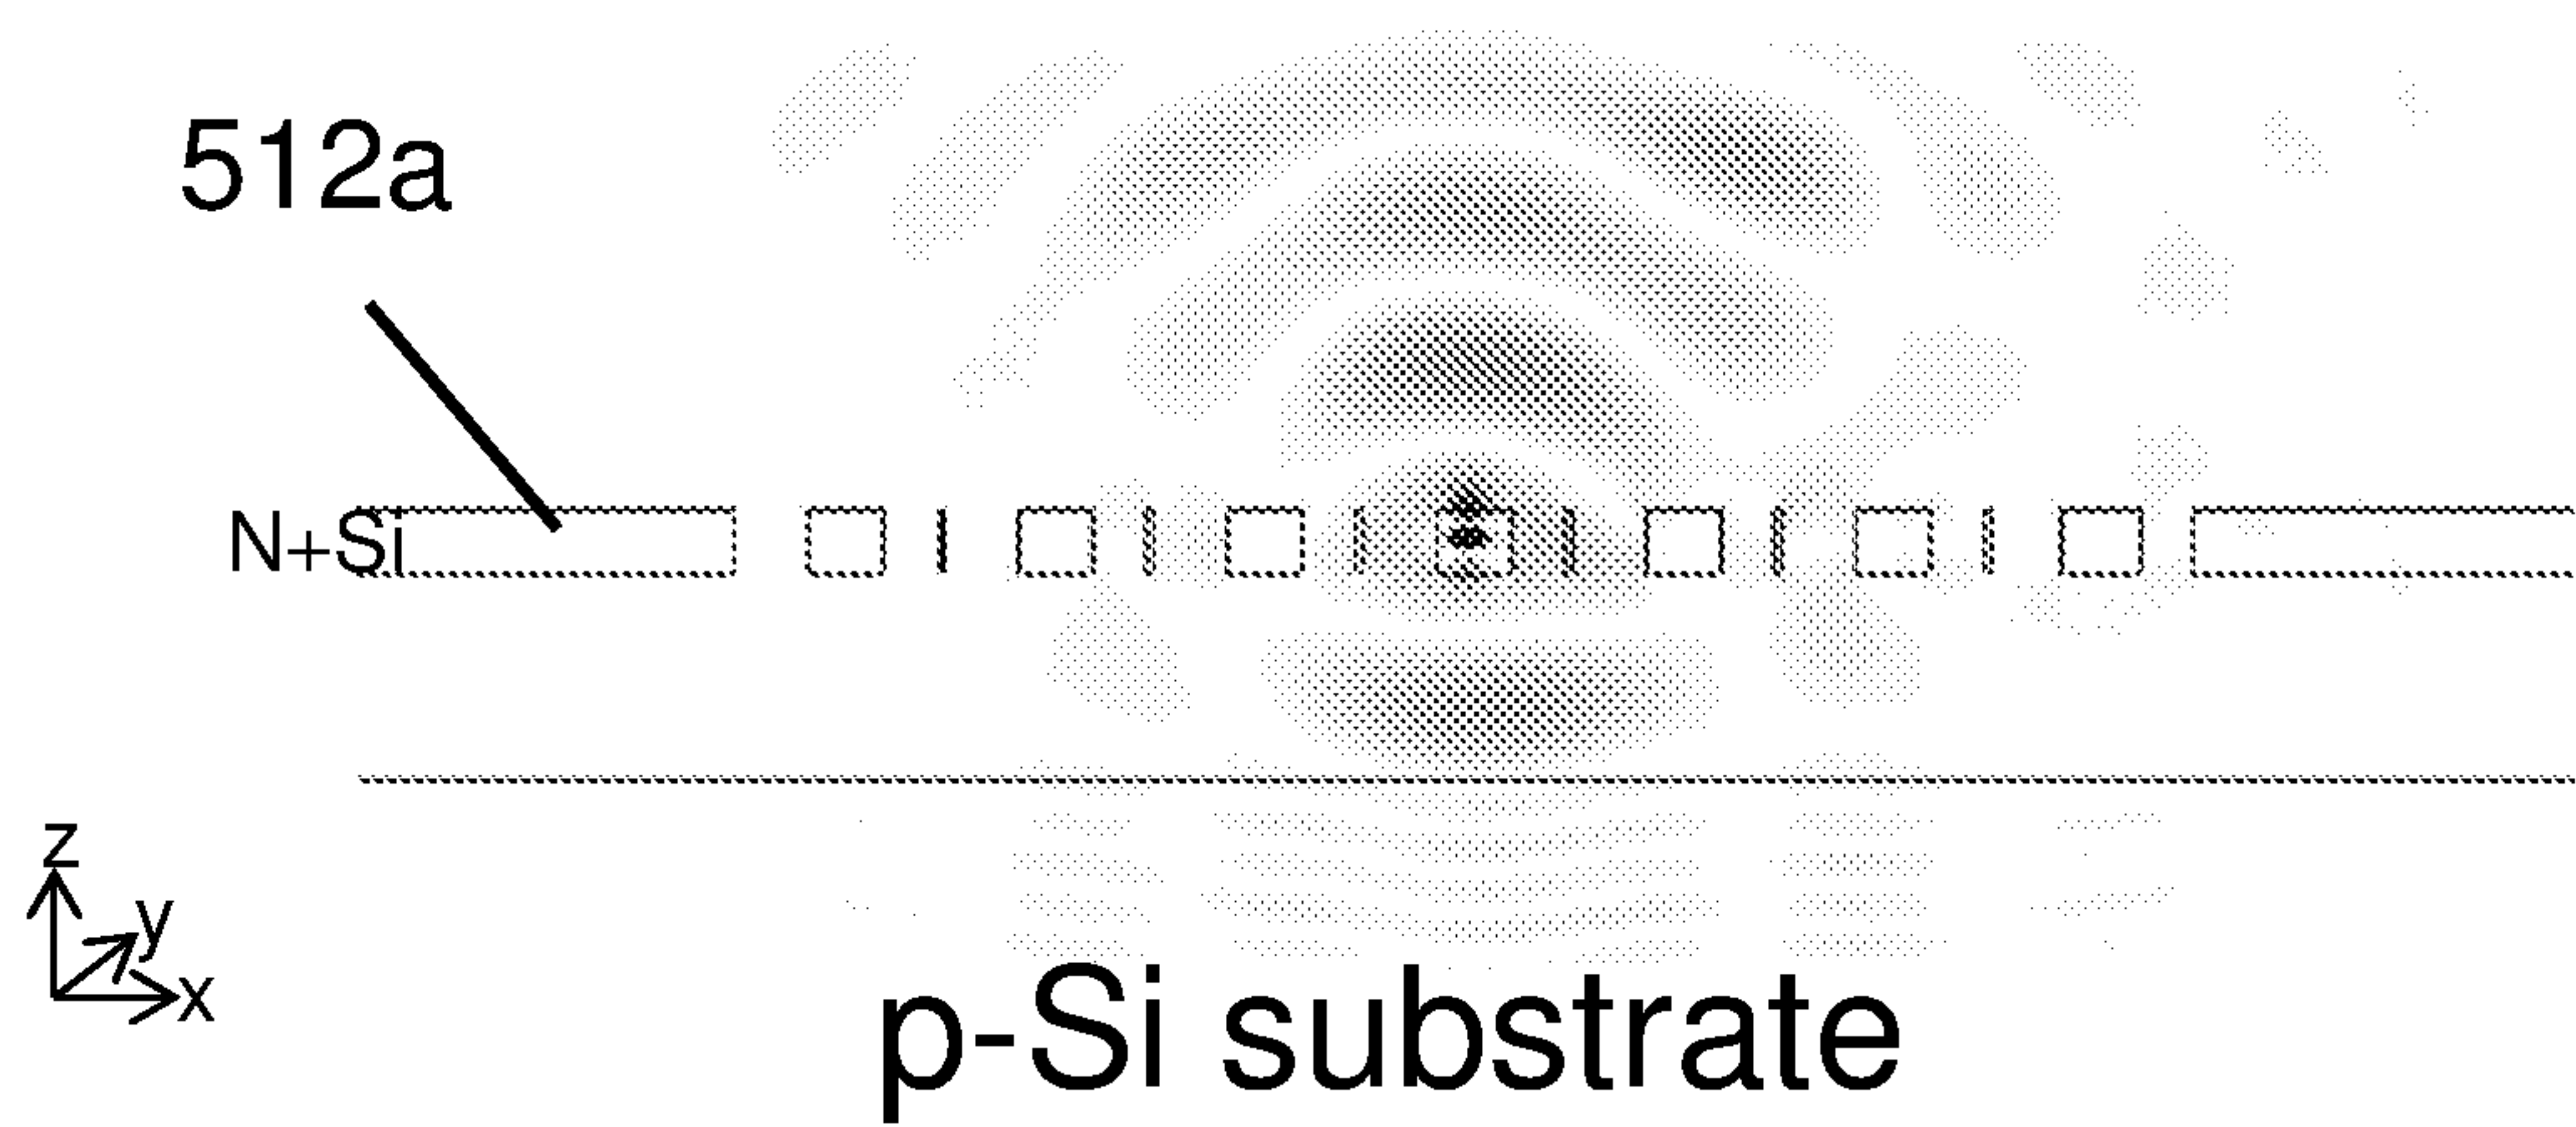 512a
N+Si
z
y
x
p-Si substrate